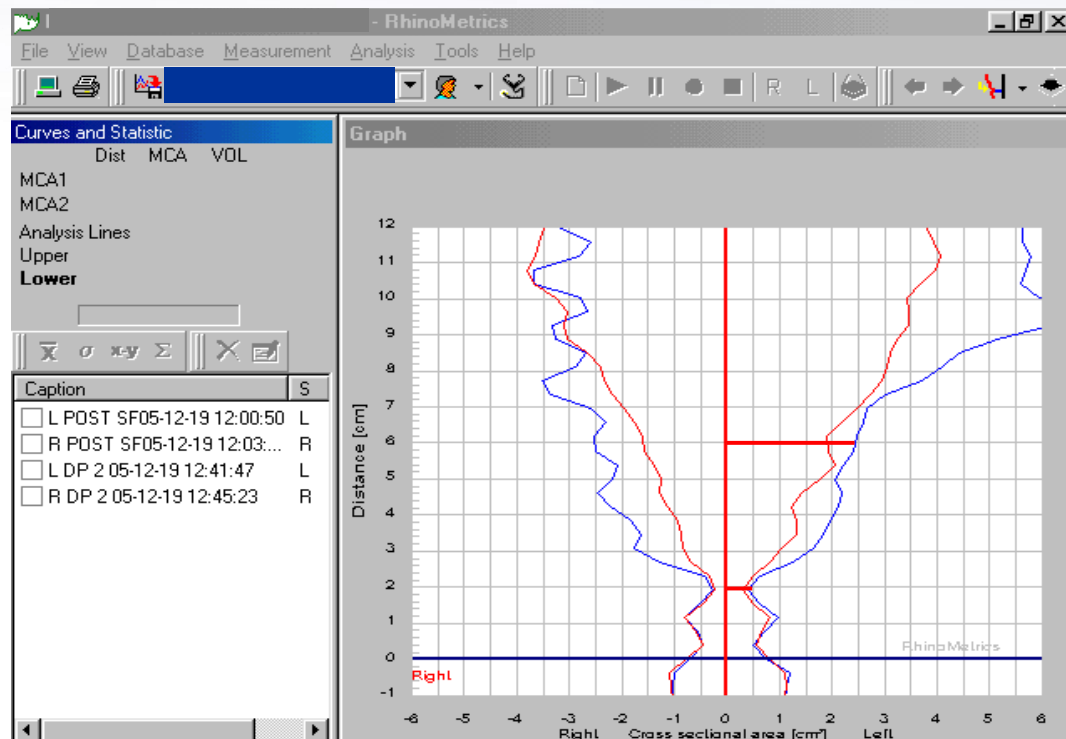 - RhinoMetrics
File View Database Measurement Analysis Tools Help
R L
Curves and Statistic
Dist MCA VOL
MCA1
MCA2
Analysis Lines
Upper
Lower
x̅ σ x-y Σ
Caption S
L POST SF05-12-19 12:00:50 L
R POST SF05-12-19 12:03:... R
L DP 2 05-12-19 12:41:47 L
R DP 2 05-12-19 12:45:23 R
Graph
12
11
10
9
8
7
6
5
4
3
2
1
0
-1
Distance [cm]
RhinoMetrics
Right
-6 -5 -4 -3 -2 -1 0 1 2 3 4 5 6
Right Cross sectional area [cm²] Left